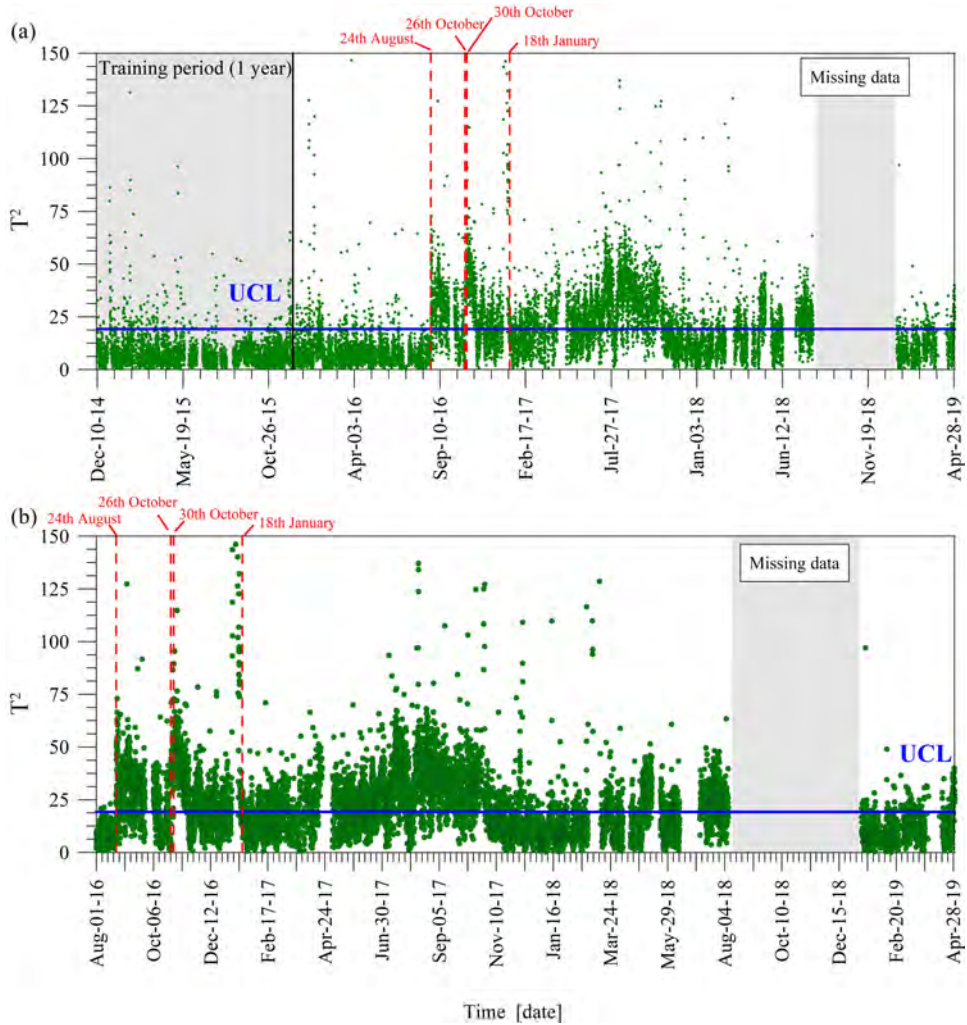 26th October
30th October
(a)
24th August
18th January
150
Training period (1 year)
Missing data
125
100
T²
75
50
UCL
25
0
Dec-10-14
May-19-15
Oct-26-15
Apr-03-16
Sep-10-16
Feb-17-17
Jul-27-17
Jan-03-18
Jun-12-18
Nov-19-18
Apr-28-19
26th October
(b)
24th August
30th October
18th January
150
Missing data
125
100
T²
75
50
UCL
25
0
Aug-01-16
Oct-06-16
Dec-12-16
Feb-17-17
Apr-24-17
Jun-30-17
Sep-05-17
Nov-10-17
Jan-16-18
Mar-24-18
May-29-18
Aug-04-18
Oct-10-18
Dec-15-18
Feb-20-19
Apr-28-19
Time [date]